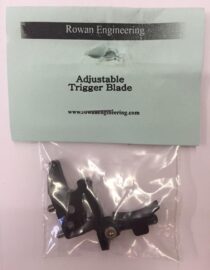 Rowan Engineering
Adjustable
Trigger Blade
www.rowanengineering.com